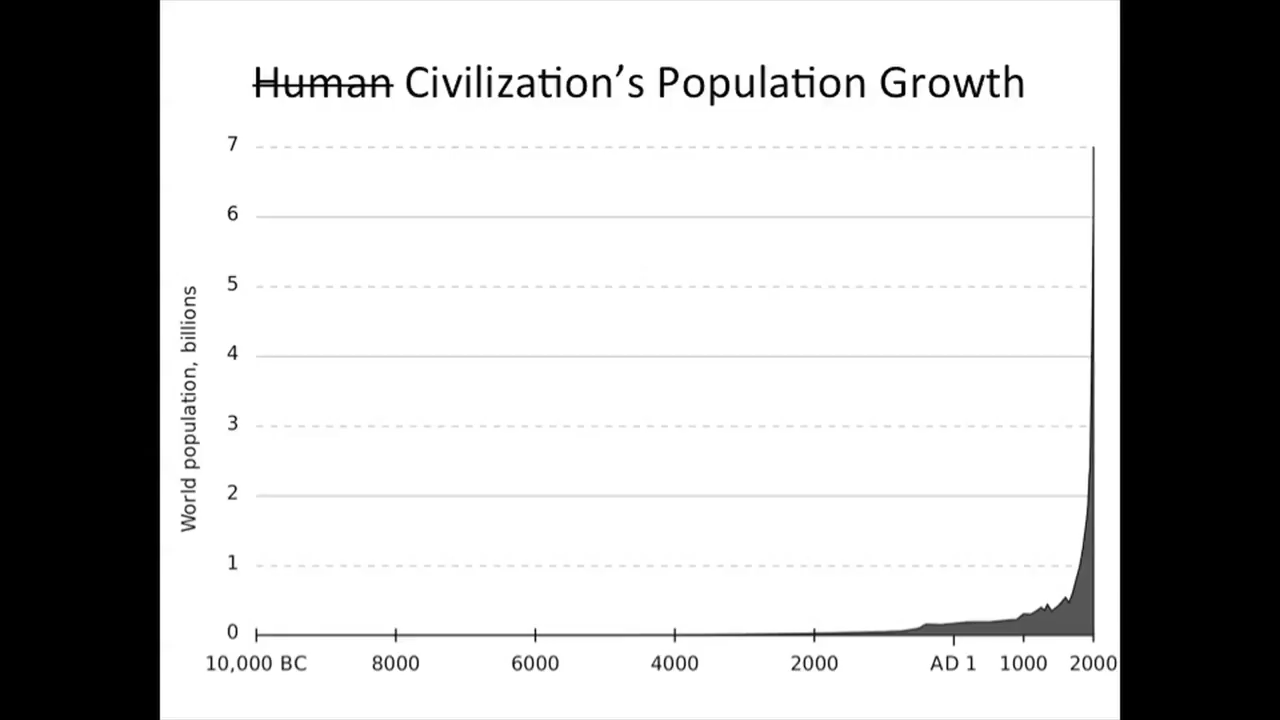 Human Civilization’s Population Growth
World population, billions
7
6
5
4
3
2
1
0
10,000 BC 8000 6000 4000 2000 AD 1 1000 2000